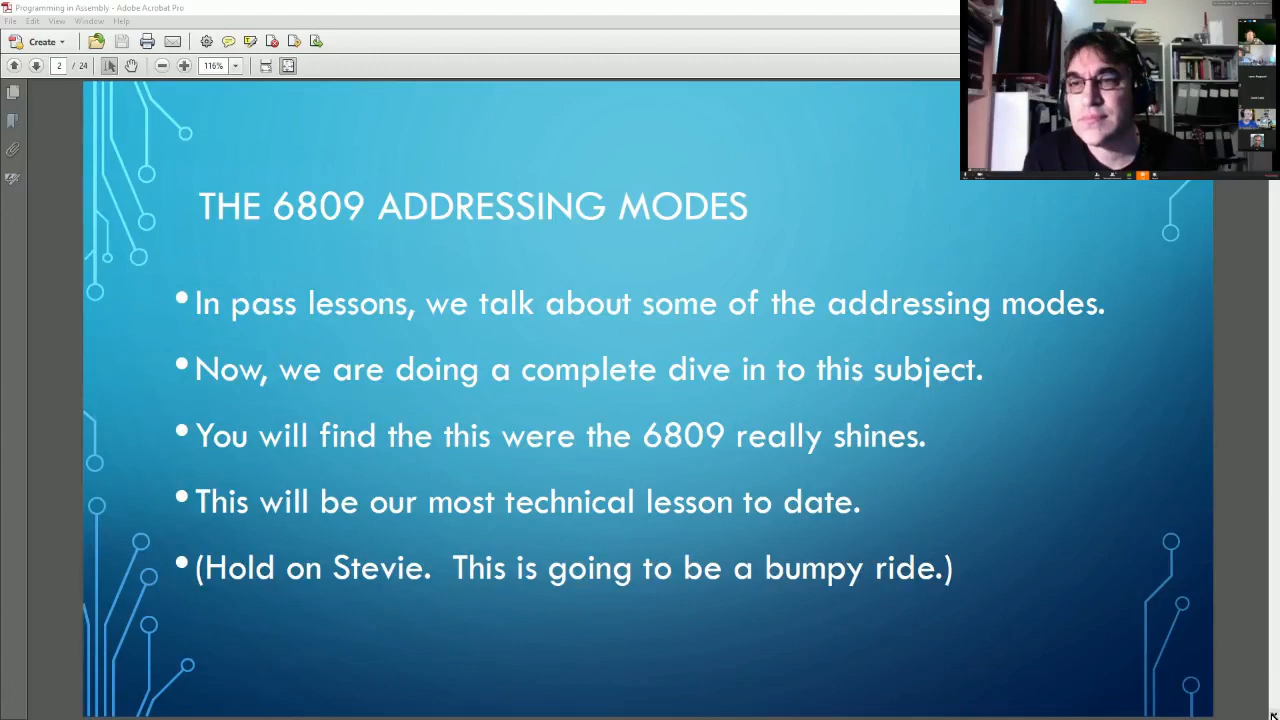 Programming in Assembly - Adobe Acrobat Pro
File Edit View Window Help
Create
2 / 24 116%
THE 6809 ADDRESSING MODES
• In pass lessons, we talk about some of the addressing modes.
• Now, we are doing a complete dive in to this subject.
• You will find the this were the 6809 really shines.
• This will be our most technical lesson to date.
• (Hold on Stevie. This is going to be a bumpy ride.)